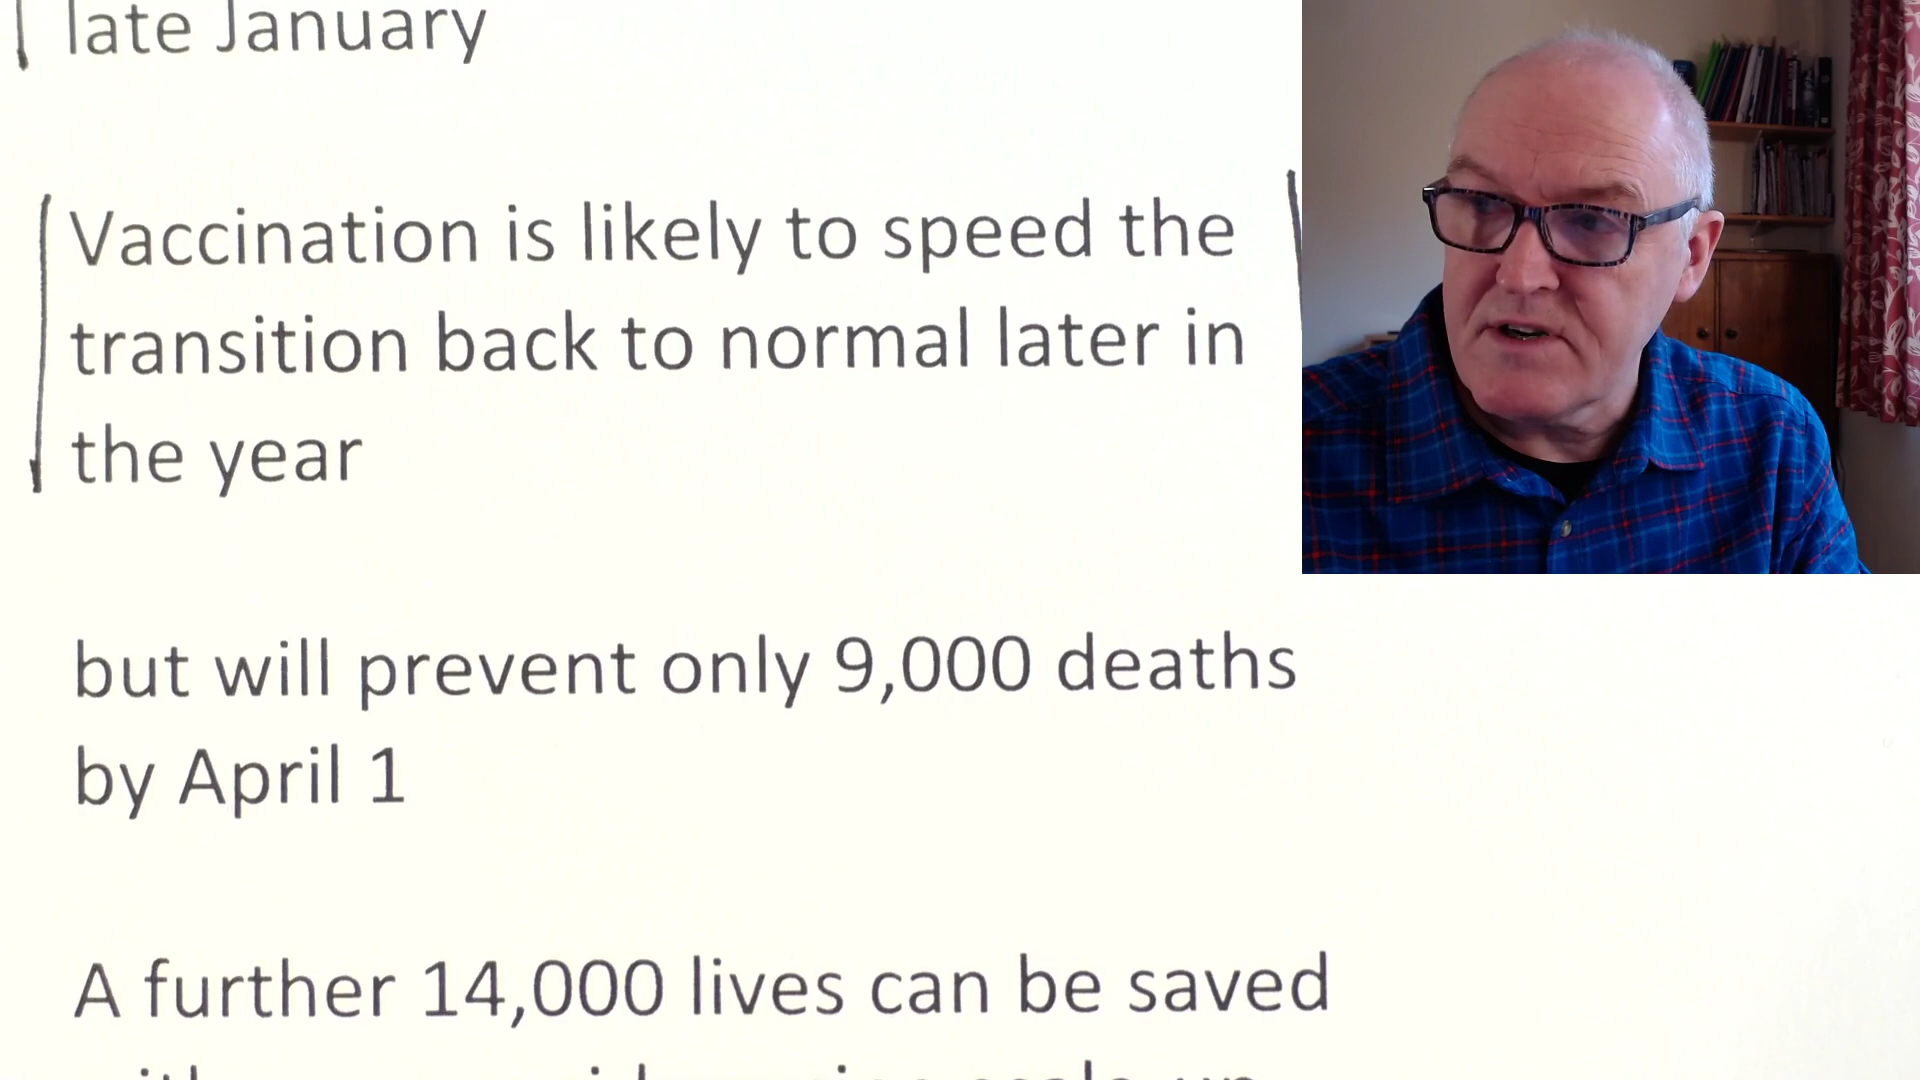 late January
Vaccination is likely to speed the
transition back to normal later in
the year
but will prevent only 9,000 deaths
by April 1
A further 14,000 lives can be saved